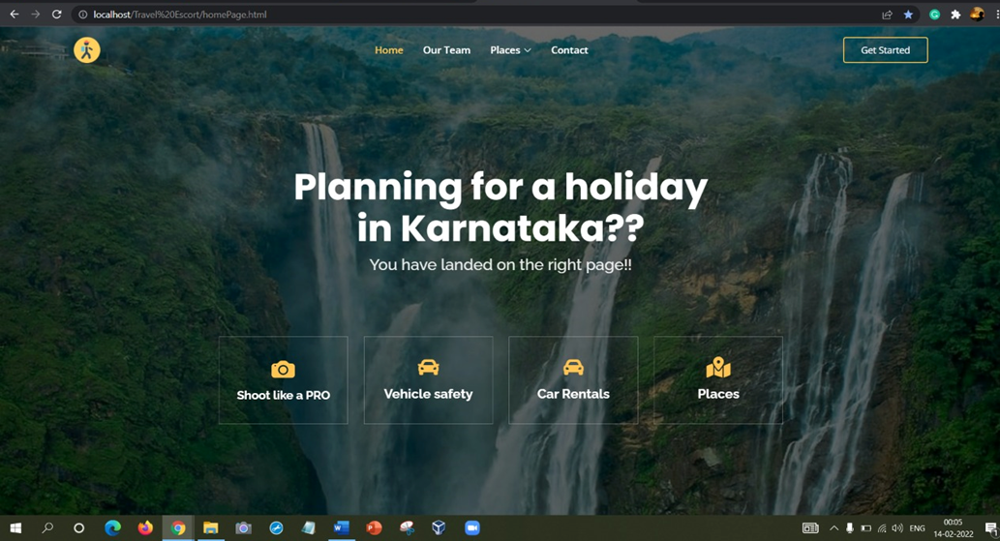 localhost/Travel%20Escort/homePage.html
Home Our Team Places Contact Get Started
Planning for a holiday
in Karnataka??
You have landed on the right page!!
Shoot like a PRO Vehicle safety Car Rentals Places
ENG 00:05
14-02-2022